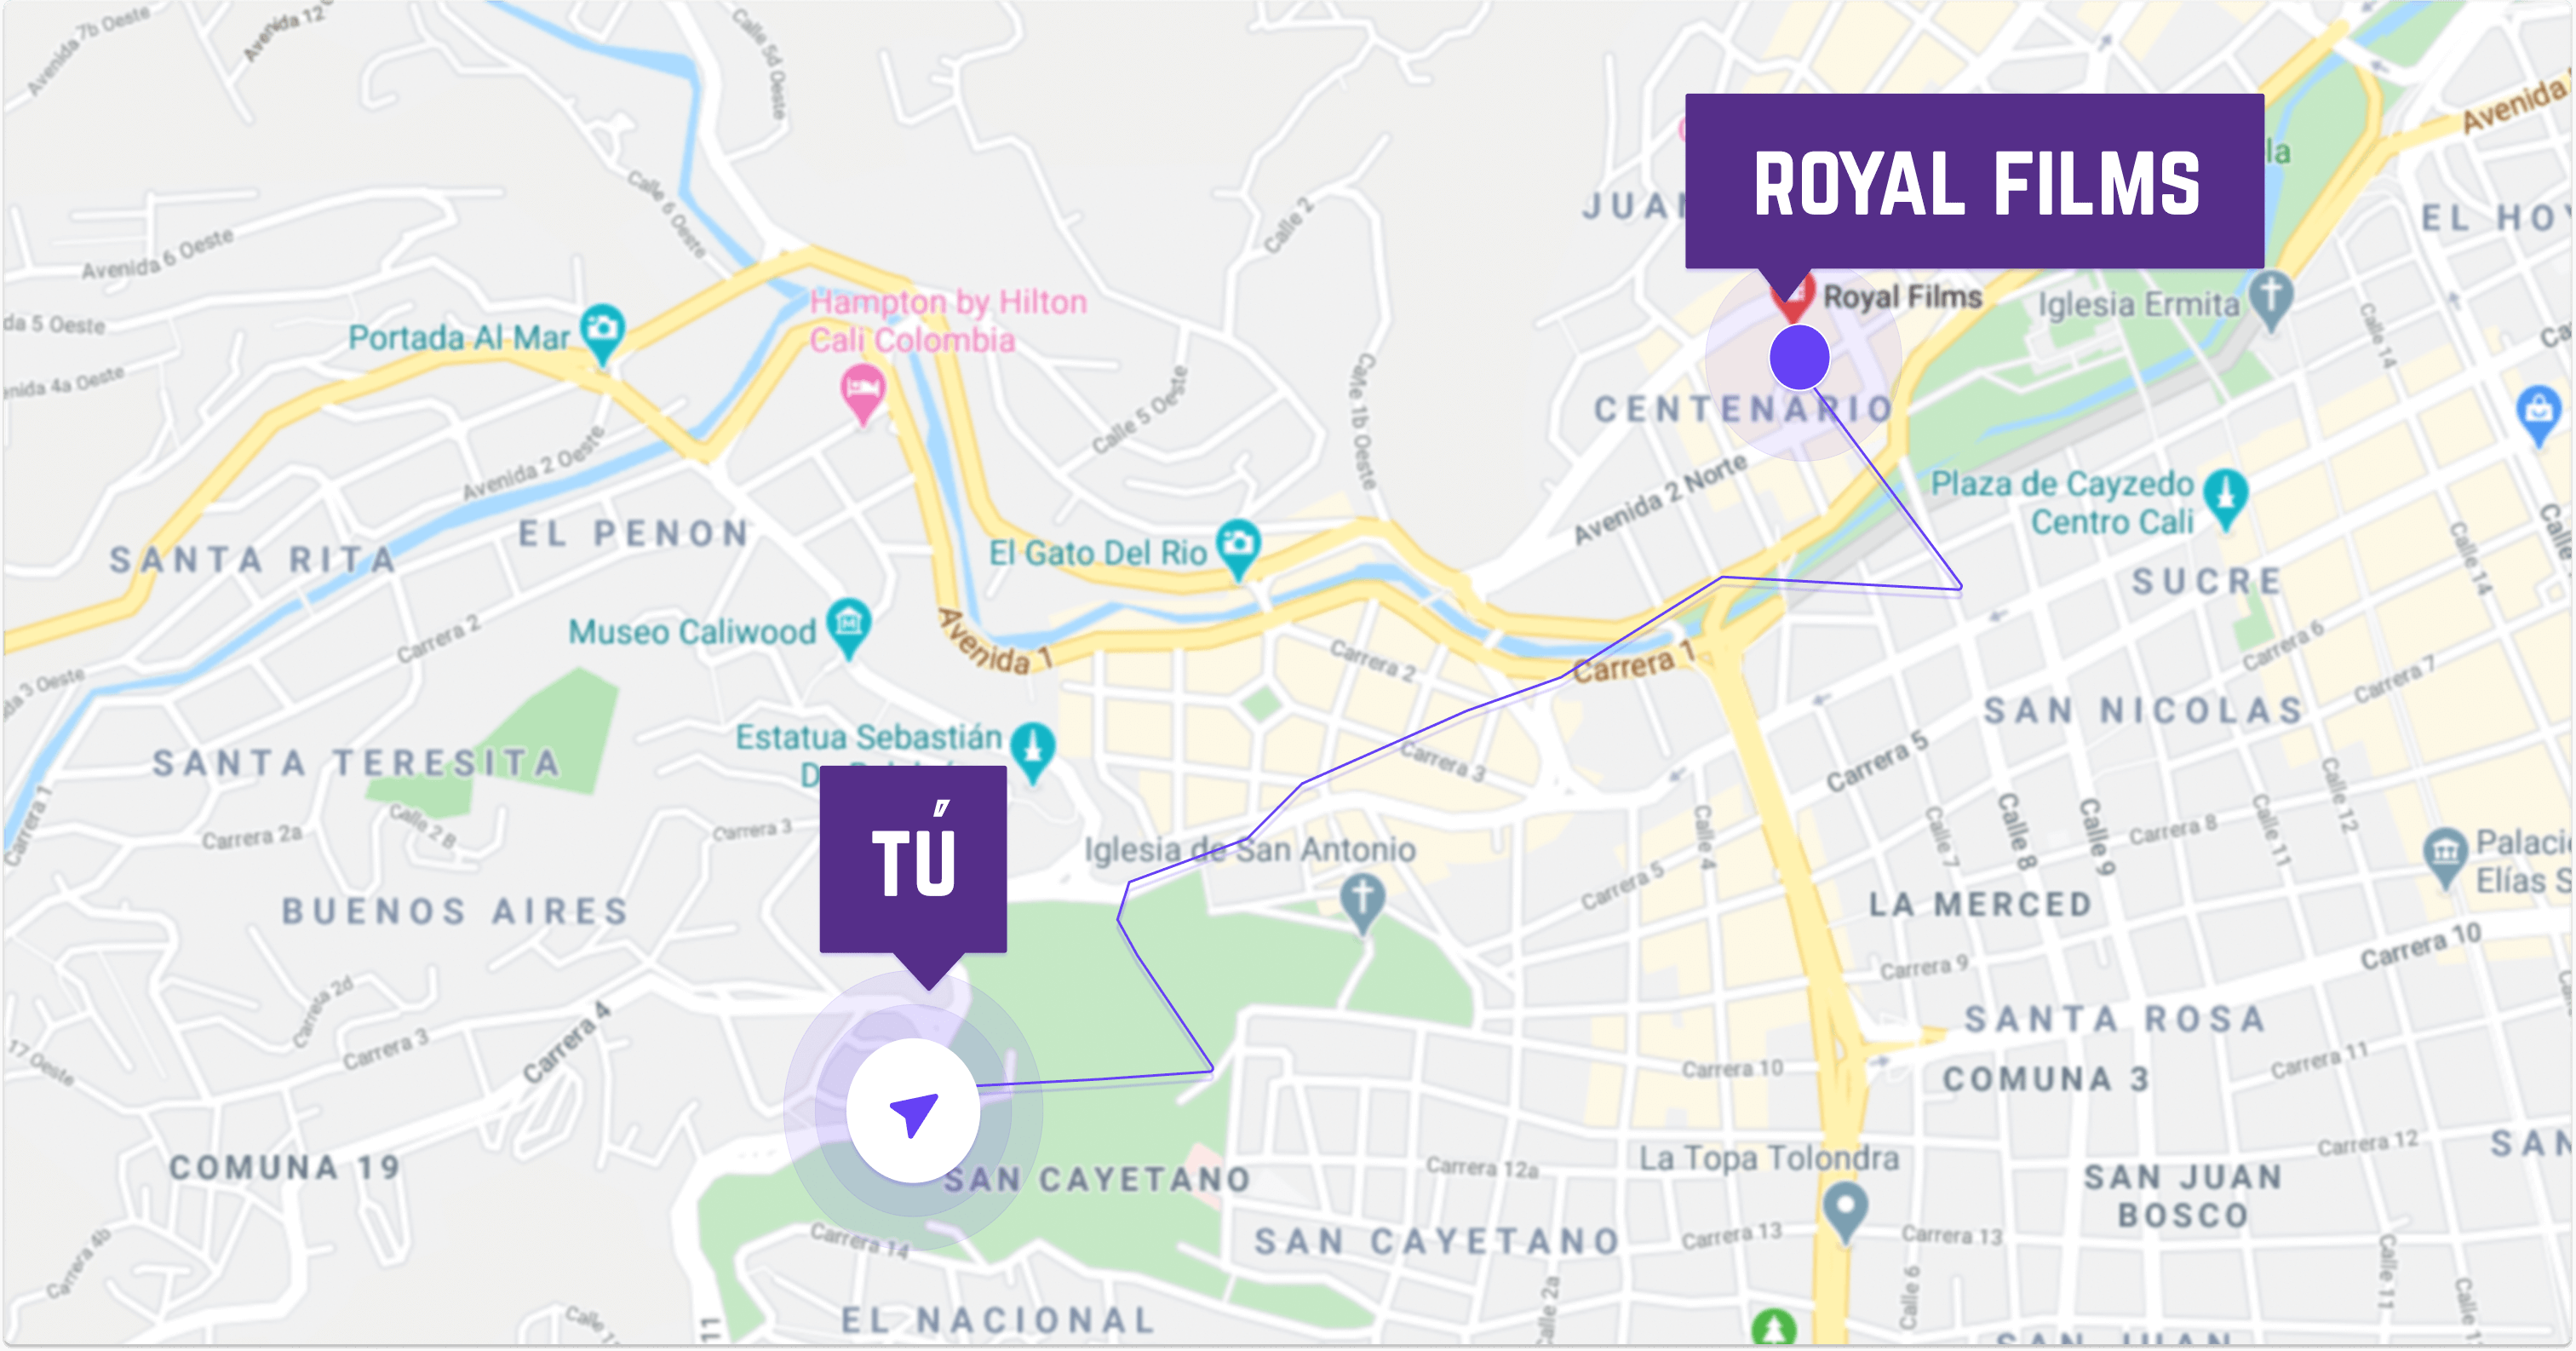 Avenida 7b Oeste
Avenida 12
Calle 5d Oeste
Avenida
ROYAL FILMS
Calle 6 Oeste
Calle 2
EL HO
Avenida 6 Oeste
Royal Films
Iglesia Ermita
Hampton by Hilton
Cali Colombia
Portada Al Mar
da 5 Oeste
enida 4a Oeste
Calle 14
Calle 5 Oeste
Calle 1b Oeste
CENTENARIO
Avenida 2 Oeste
Avenida 2 Norte
Plaza de Cayzedo
Centro Cali
EL PENON
SANTA RITA
El Gato Del Rio
Calle
Calle 14
SUCRE
Museo Caliwood
Carrera 2
Avenida 1
Carrera 2
Carrera 1
Carrera 6
Carrera 7
da 3 Oeste
SAN NICOLAS
Estatua Sebastián
SANTA TERESITA
Carrera 3
Carrera 5
Carrera 1
Calle 2 B
Carrera 2a
Carrera 3
TÚ
Iglesia de San Antonio
Calle 4
Calle 7
Calle 8
Calle 9
Carrera 8
Calle 11
Calle 12
Palaci
Elías S
Carrera 5
BUENOS AIRES
LA MERCED
Carrera 10
Carrera 9
Carrera 2d
Carrera 3
Carrera 4
SANTA ROSA
17 Oeste
Carrera 10
COMUNA 3
Carrera 11
COMUNA 19
SAN CAYETANO
Carrera 12a
La Topa Tolondra
Carrera 12
SAN
SAN JUAN
BOSCO
Carrera 14
SAN CAYETANO
Carrera 13
Carrera 13
Carrera 4b
Calle 6
Calle 11
EL NACIONAL
Calle 2a
11
SAN JUAN